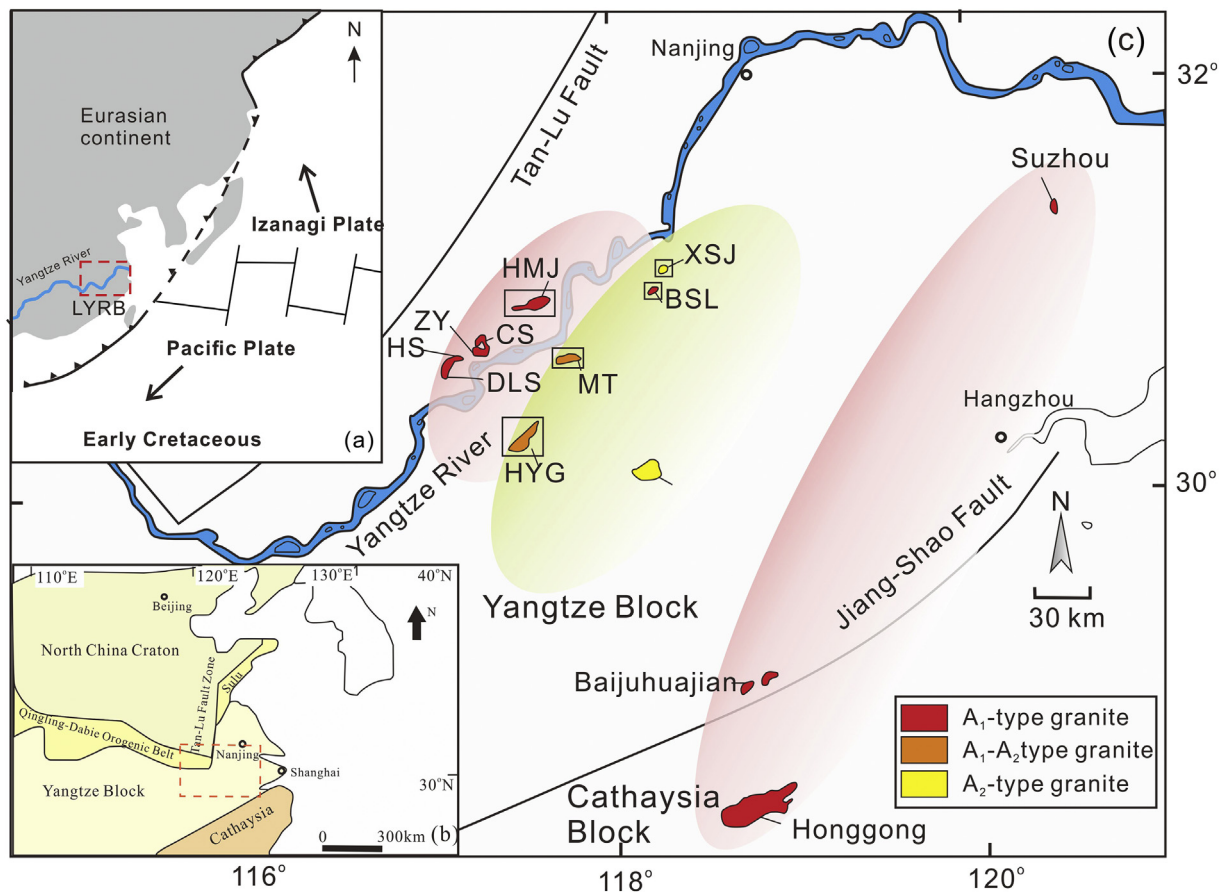 N
Eurasian
continent
Izanagi Plate
Yangtze River
LYRB
Pacific Plate
Early Cretaceous
(a)
(c)
Nanjing
32°
Tan-Lu Fault
Suzhou
XSJ
HMJ
BSL
ZY
CS
HS
DLS
MT
Hangzhou
HYG
30°
Yangtze River
N
30 km
Jiang-Shao Fault
Yangtze Block
Baijuhuajian
Cathaysia
Block
Honggong
A₁-type granite
A₁-A₂type granite
A₂-type granite
116°
118°
120°
110°E
120°E
130°E
40°N
Beijing
N
North China Craton
Tan-Lu Fault Zone
Sulu
Qingling-Dabie Orogenic Belt
Nanjing
Shanghai
30°N
Yangtze Block
Cathaysia
0
300km
(b)